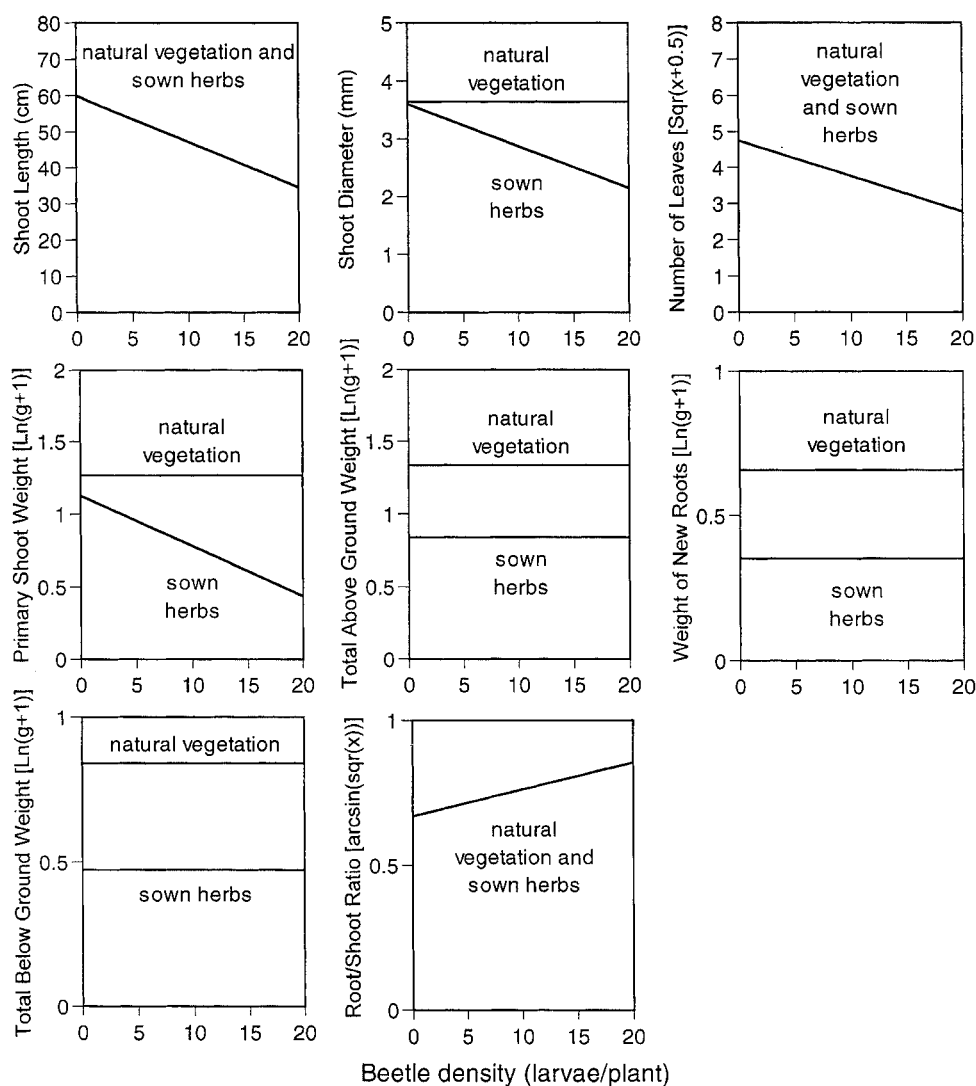 Shoot Length (cm)
80
70
60
50
40
30
20
10
0
natural vegetation and
sown herbs
0 5 10 15 20
Shoot Diameter (mm)
5
4
3
2
1
0
natural
vegetation
sown
herbs
0 5 10 15 20
Number of Leaves [Sqr(x+0.5)]
8
7
6
5
4
3
2
1
0
natural
vegetation
and sown
herbs
0 5 10 15 20
Primary Shoot Weight [Ln(g+1)]
2
1.5
1
0.5
0
natural
vegetation
sown
herbs
0 5 10 15 20
Total Above Ground Weight [Ln(g+1)]
2
1.5
1
0.5
0
natural
vegetation
sown
herbs
0 5 10 15 20
Weight of New Roots [Ln(g+1)]
1
0.5
0
natural
vegetation
sown
herbs
0 5 10 15 20
Total Below Ground Weight [Ln(g+1)]
1
0.5
0
natural vegetation
sown herbs
0 5 10 15 20
Root/Shoot Ratio [arcsin(sqr(x))]
1
0.5
0
natural
vegetation and
sown herbs
0 5 10 15 20
Beetle density (larvae/plant)